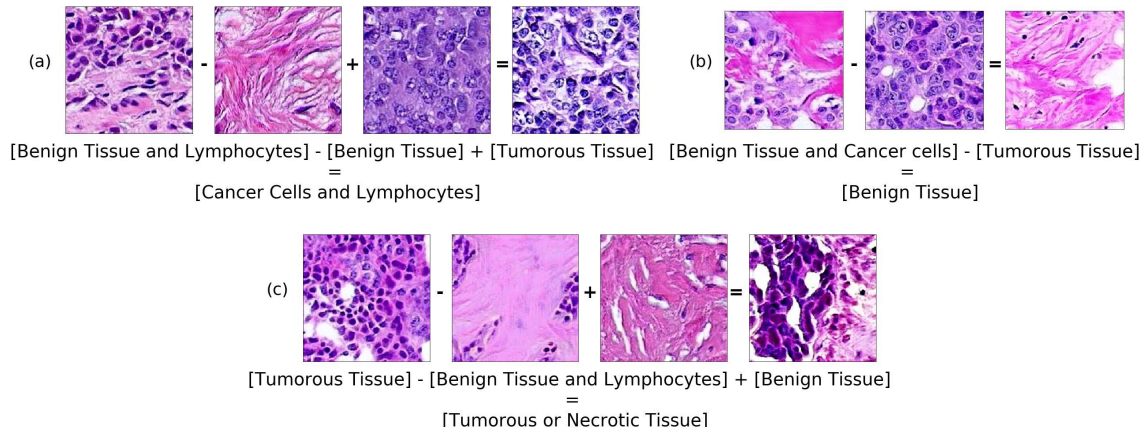 (a) - + =
[Benign Tissue and Lymphocytes] - [Benign Tissue] + [Tumorous Tissue]
=
[Cancer Cells and Lymphocytes]
(b) - =
[Benign Tissue and Cancer cells] - [Tumorous Tissue]
=
[Benign Tissue]
(c) - + =
[Tumorous Tissue] - [Benign Tissue and Lymphocytes] + [Benign Tissue]
=
[Tumorous or Necrotic Tissue]